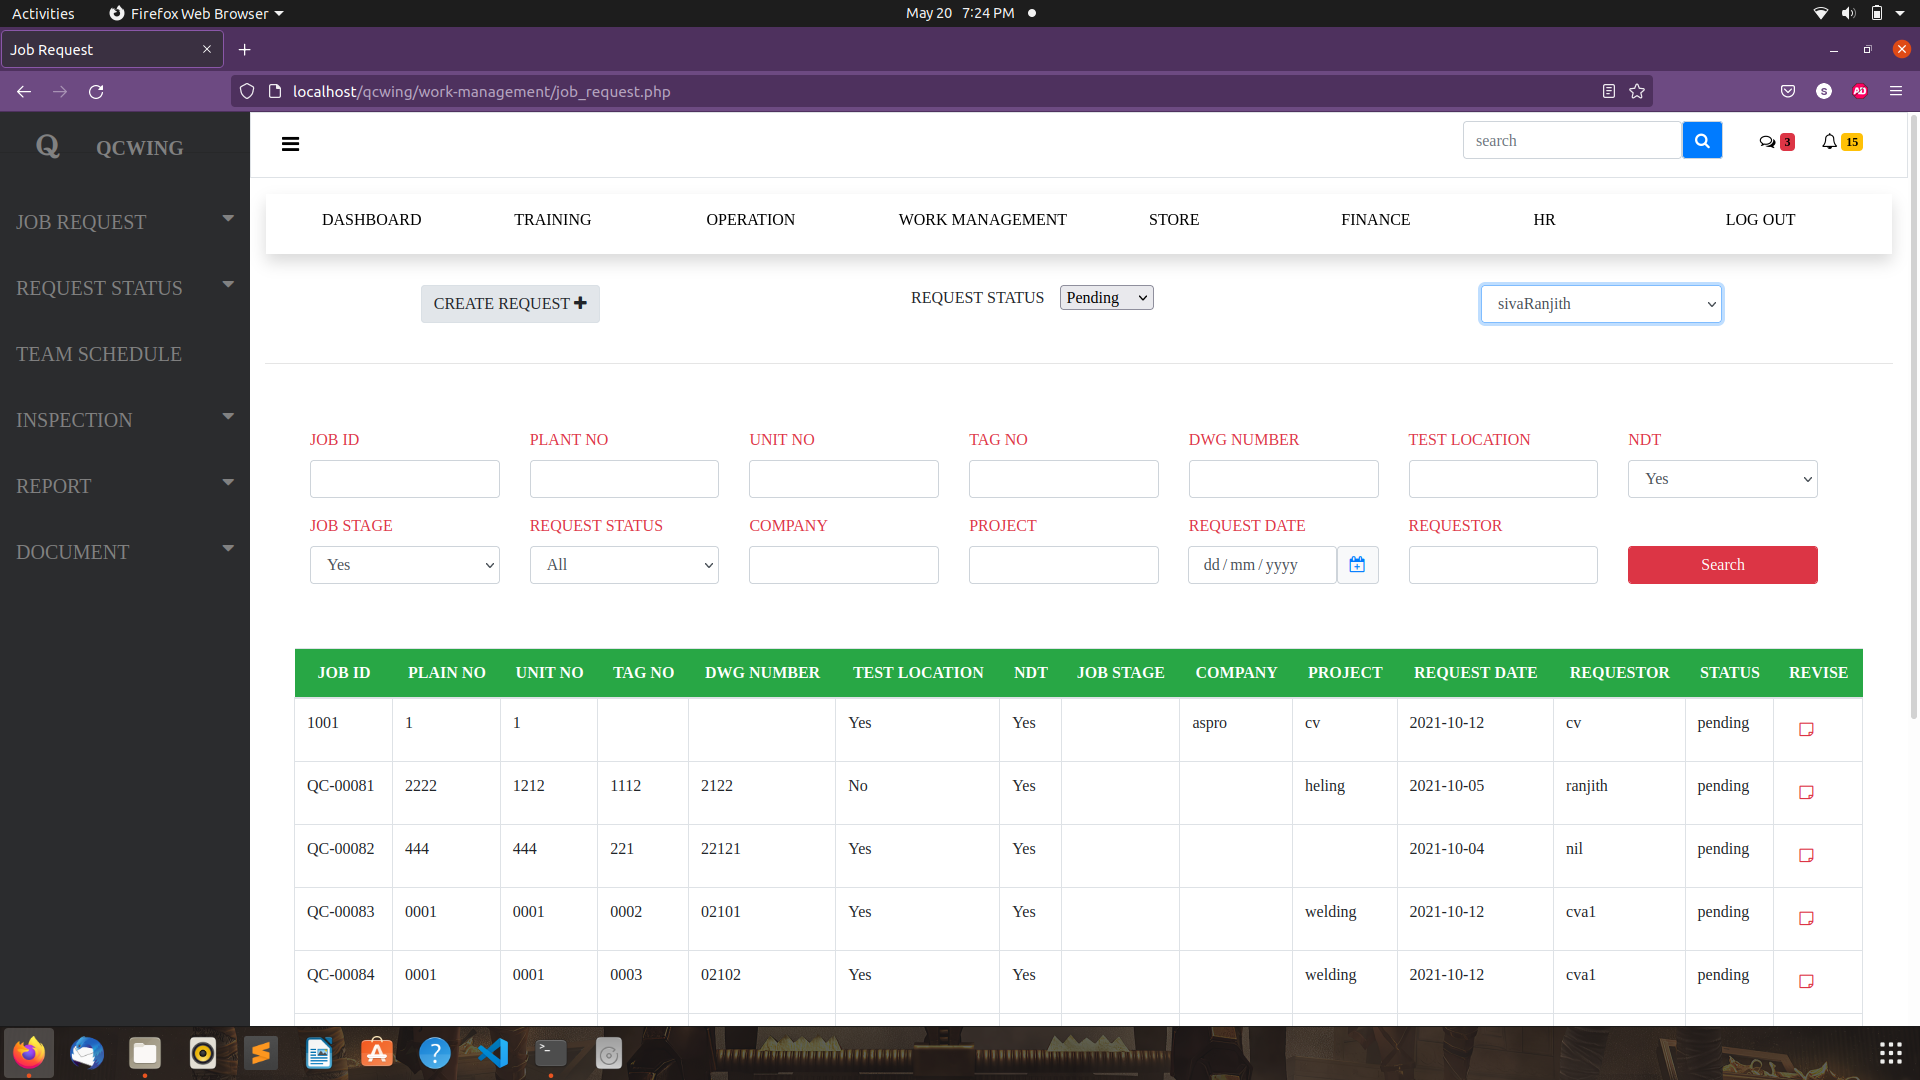 Activities Firefox Web Browser May 20 7:24 PM
Job Request
localhost/qcwing/work-management/job_request.php S AD
Q QCWING search 3 15
DASHBOARD TRAINING OPERATION WORK MANAGEMENT STORE FINANCE HR LOG OUT
JOB REQUEST
REQUEST STATUS
TEAM SCHEDULE
INSPECTION
REPORT
DOCUMENT
CREATE REQUEST REQUEST STATUS Pending sivaRanjith
JOB ID PLANT NO UNIT NO TAG NO DWG NUMBER TEST LOCATION NDT
Yes
JOB STAGE REQUEST STATUS COMPANY PROJECT REQUEST DATE REQUESTOR
Yes All dd / mm / yyyy Search
JOB ID PLAIN NO UNIT NO TAG NO DWG NUMBER TEST LOCATION NDT JOB STAGE COMPANY PROJECT REQUEST DATE REQUESTOR STATUS REVISE
1001 1 1 Yes Yes aspro cv 2021-10-12 cv pending
QC-00081 2222 1212 1112 2122 No Yes heling 2021-10-05 ranjith pending
QC-00082 444 444 221 22121 Yes Yes 2021-10-04 nil pending
QC-00083 0001 0001 0002 02101 Yes Yes welding 2021-10-12 cva1 pending
QC-00084 0001 0001 0003 02102 Yes Yes welding 2021-10-12 cva1 pending